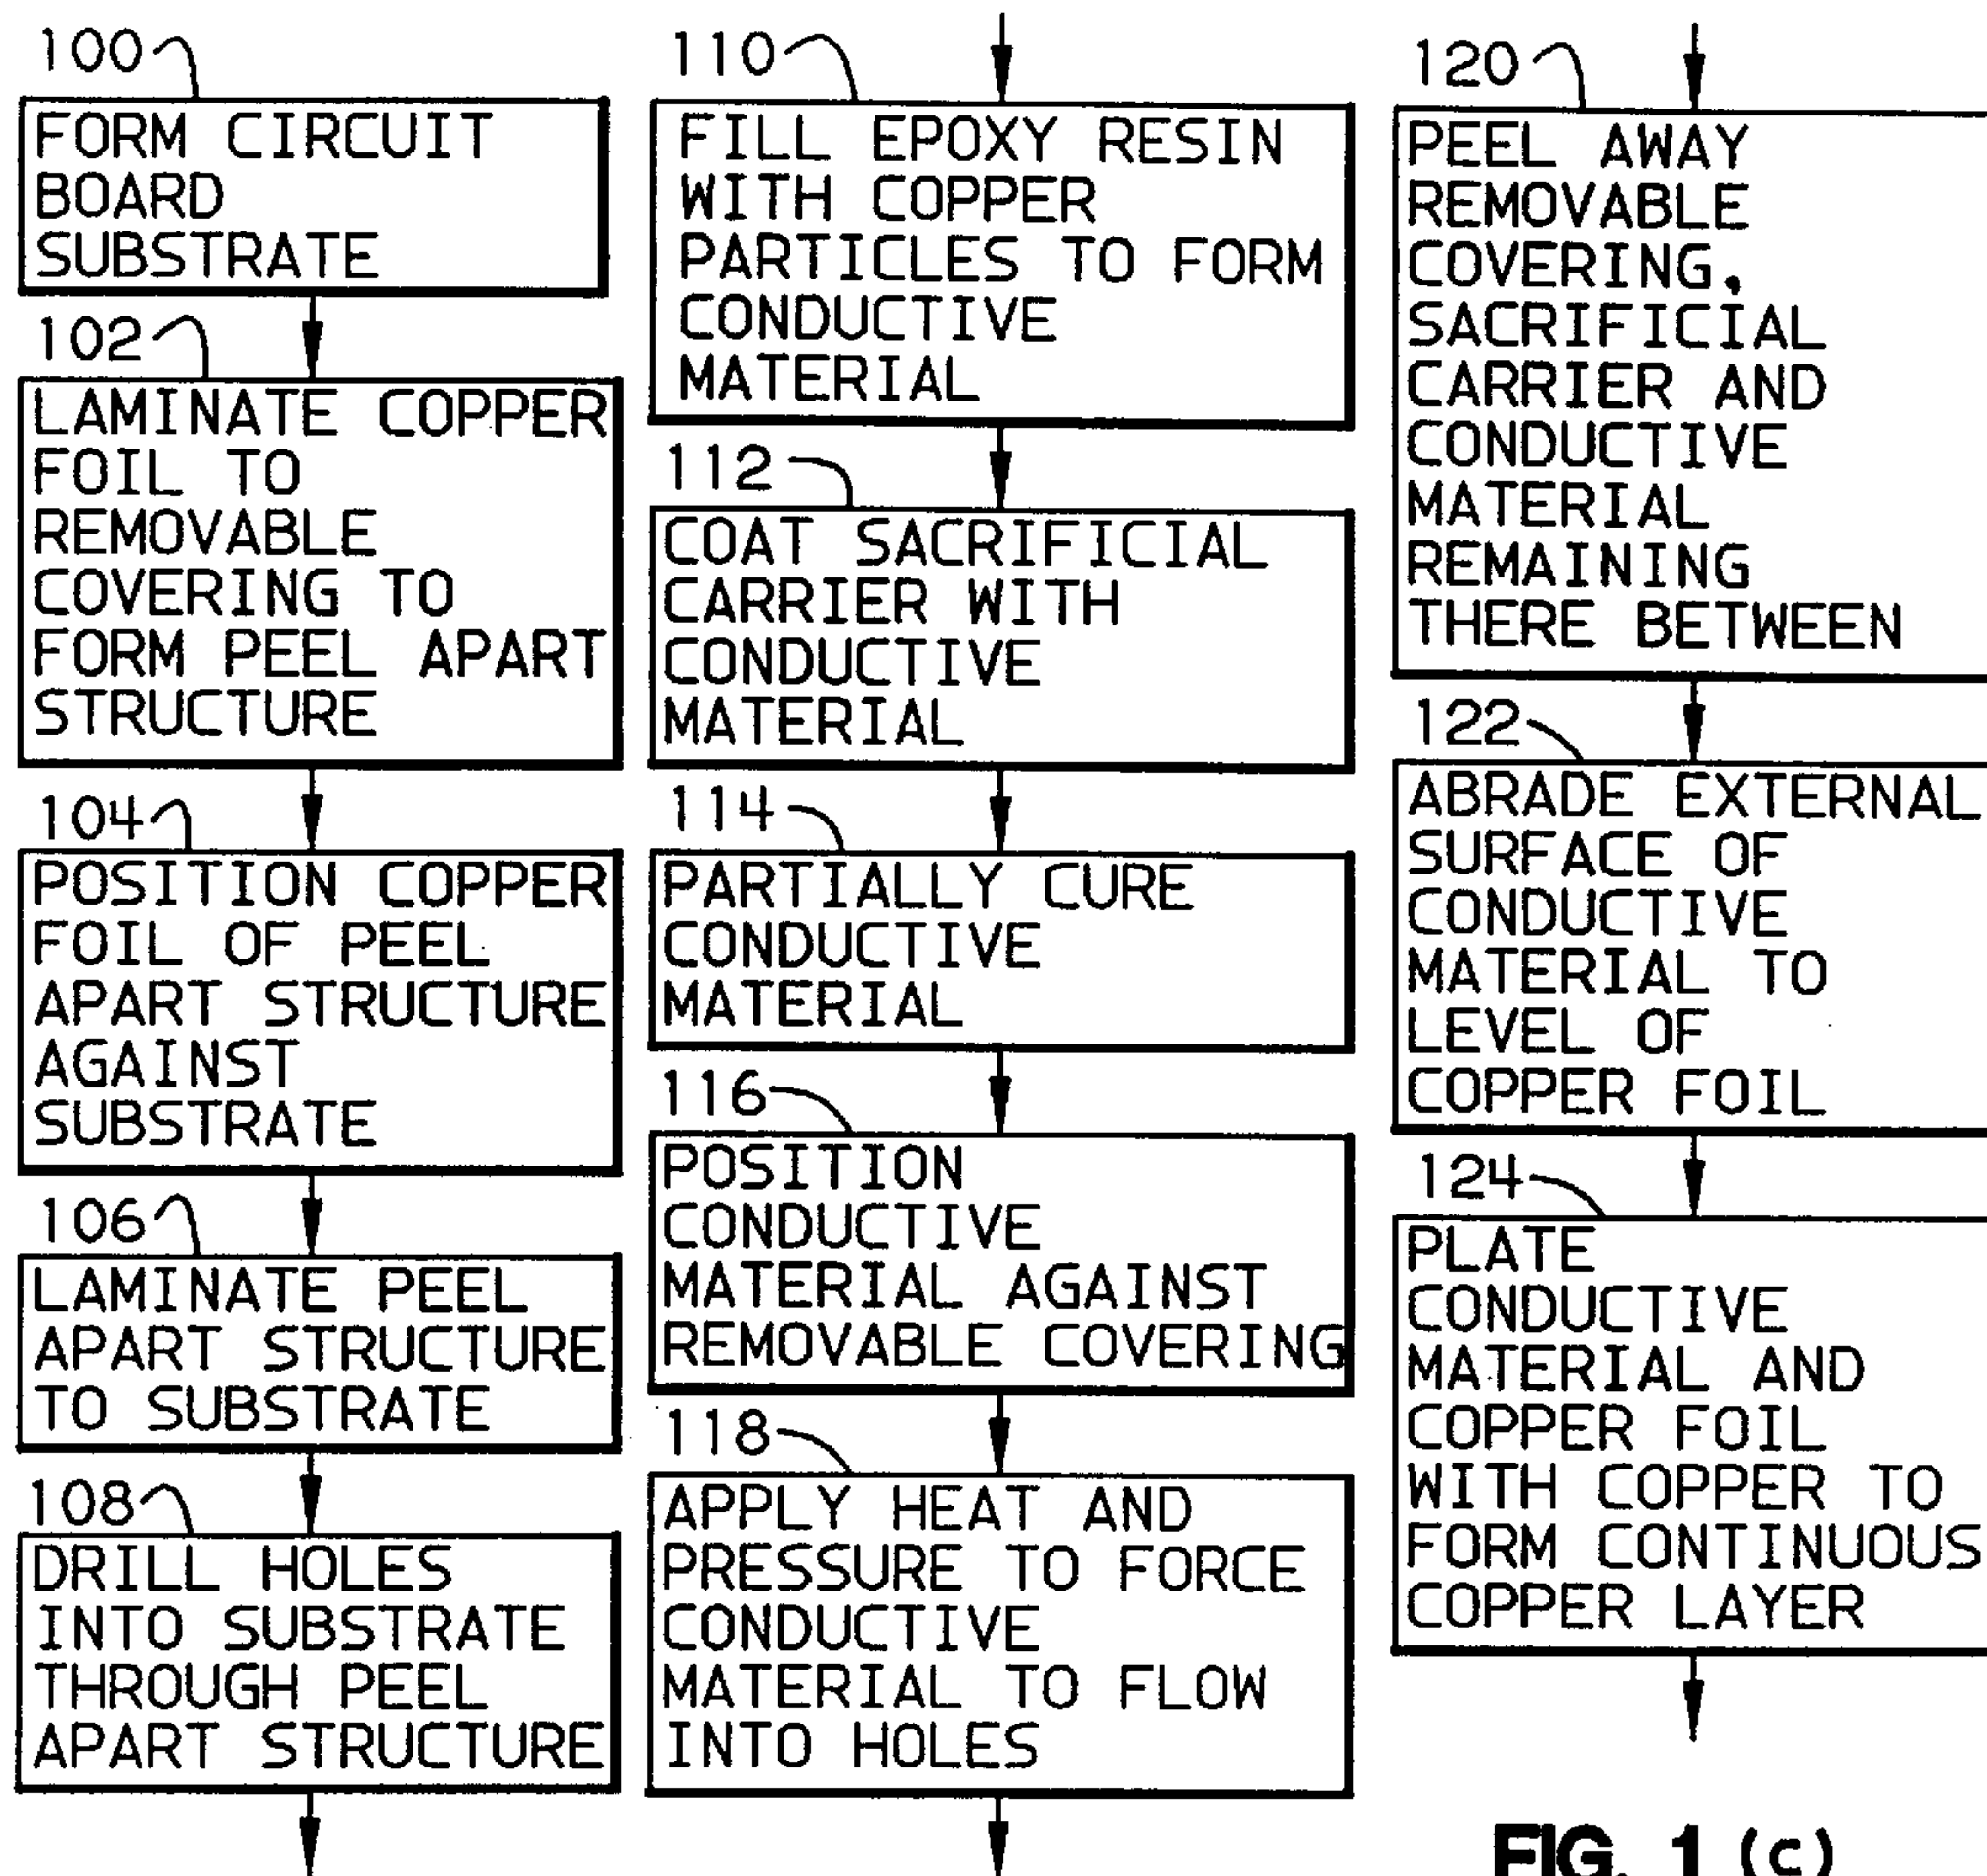 100
FORM CIRCUIT
BOARD
SUBSTRATE
102
LAMINATE COPPER
FOIL TO
REMOVABLE
COVERING TO
FORM PEEL APART
STRUCTURE
104
POSITION COPPER
FOIL OF PEEL
APART STRUCTURE
AGAINST
SUBSTRATE
106
LAMINATE PEEL
APART STRUCTURE
TO SUBSTRATE
108
DRILL HOLES
INTO SUBSTRATE
THROUGH PEEL
APART STRUCTURE
110
FILL EPOXY RESIN
WITH COPPER
PARTICLES TO FORM
CONDUCTIVE
MATERIAL
112
COAT SACRIFICIAL
CARRIER WITH
CONDUCTIVE
MATERIAL
114
PARTIALLY CURE
CONDUCTIVE
MATERIAL
116
POSITION
CONDUCTIVE
MATERIAL AGAINST
REMOVABLE COVERING
118
APPLY HEAT AND
PRESSURE TO FORCE
CONDUCTIVE
MATERIAL TO FLOW
INTO HOLES
120
PEEL AWAY
REMOVABLE
COVERING,
SACRIFICIAL
CARRIER AND
CONDUCTIVE
MATERIAL
REMAINING
THERE BETWEEN
122
ABRADE EXTERNAL
SURFACE OF
CONDUCTIVE
MATERIAL TO
LEVEL OF
COPPER FOIL
124
PLATE
CONDUCTIVE
MATERIAL AND
COPPER FOIL
WITH COPPER TO
FORM CONTINUOUS
COPPER LAYER
FIG. 1 (c)